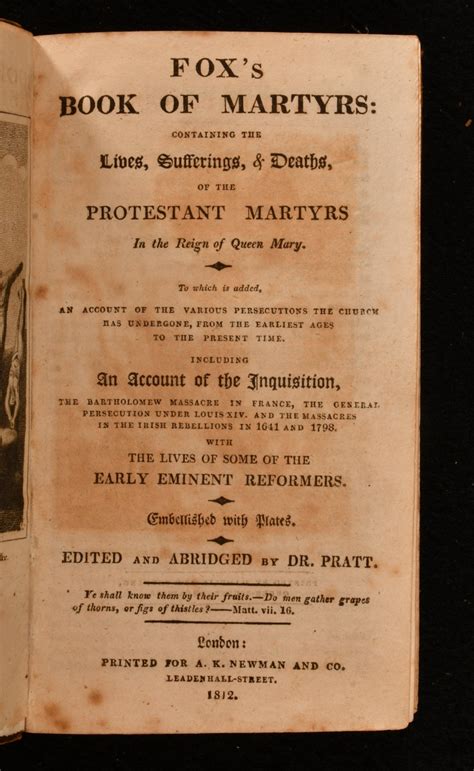 FOX'S
BOOK OF MARTYRS:
CONTAINING THE
Lives, Sufferings, & Deaths,
OF THE
PROTESTANT MARTYRS
In the Reign of Queen Mary.
To which is added,
AN ACCOUNT OF THE VARIOUS PERSECUTIONS THE CHURCH
HAS UNDERGONE, FROM THE EARLIEST AGES
TO THE PRESENT TIME.
INCLUDING
An Account of the Inquisition,
THE BARTHOLOMEW MASSACRE IN FRANCE, THE GENERAL
PERSECUTION UNDER LOUIS XIV. AND THE MASSACRES
IN THE IRISH REBELLIONS IN 1641 AND 1798.
WITH
THE LIVES OF SOME OF THE
EARLY EMINENT REFORMERS.
Embellished with Plates.
EDITED AND ABRIDGED BY DR. PRATT.
Ye shall know them by their fruits.—Do men gather grapes
of thorns, or figs of thistles?——Matt. vii. 16.
London:
PRINTED FOR A. K. NEWMAN AND CO.
LEADENHALL-STREET.
1812.